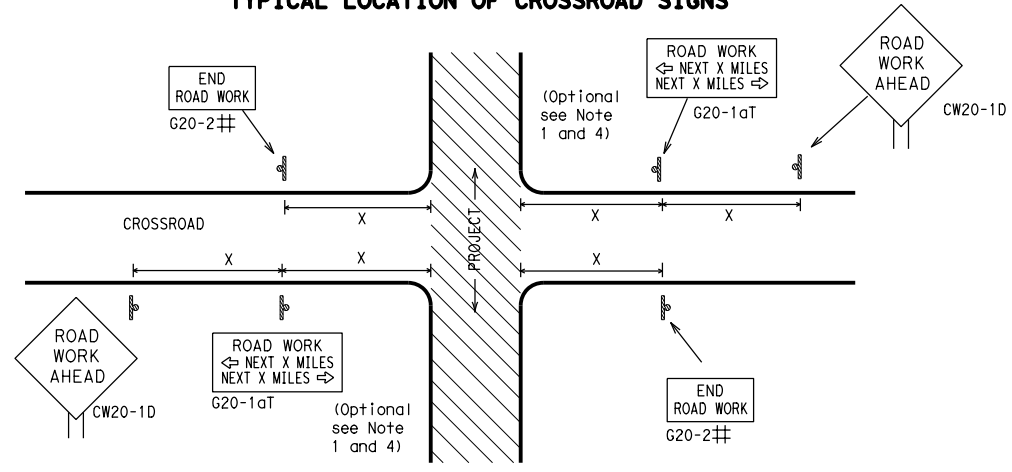 TYPICAL LOCATION OF CROSSROAD SIGNS
END
ROAD WORK
G20-2#
(Optional
see Note
1 and 4)
ROAD WORK
⇦ NEXT X MILES
NEXT X MILES ⇨
G20-1aT
ROAD
WORK
AHEAD
CW20-1D
X
X
X
CROSSROAD
PROJECT
X
X
X
ROAD
WORK
AHEAD
CW20-1D
ROAD WORK
⇦ NEXT X MILES
NEXT X MILES ⇨
G20-1aT
(Optional
see Note
1 and 4)
END
ROAD WORK
G20-2#